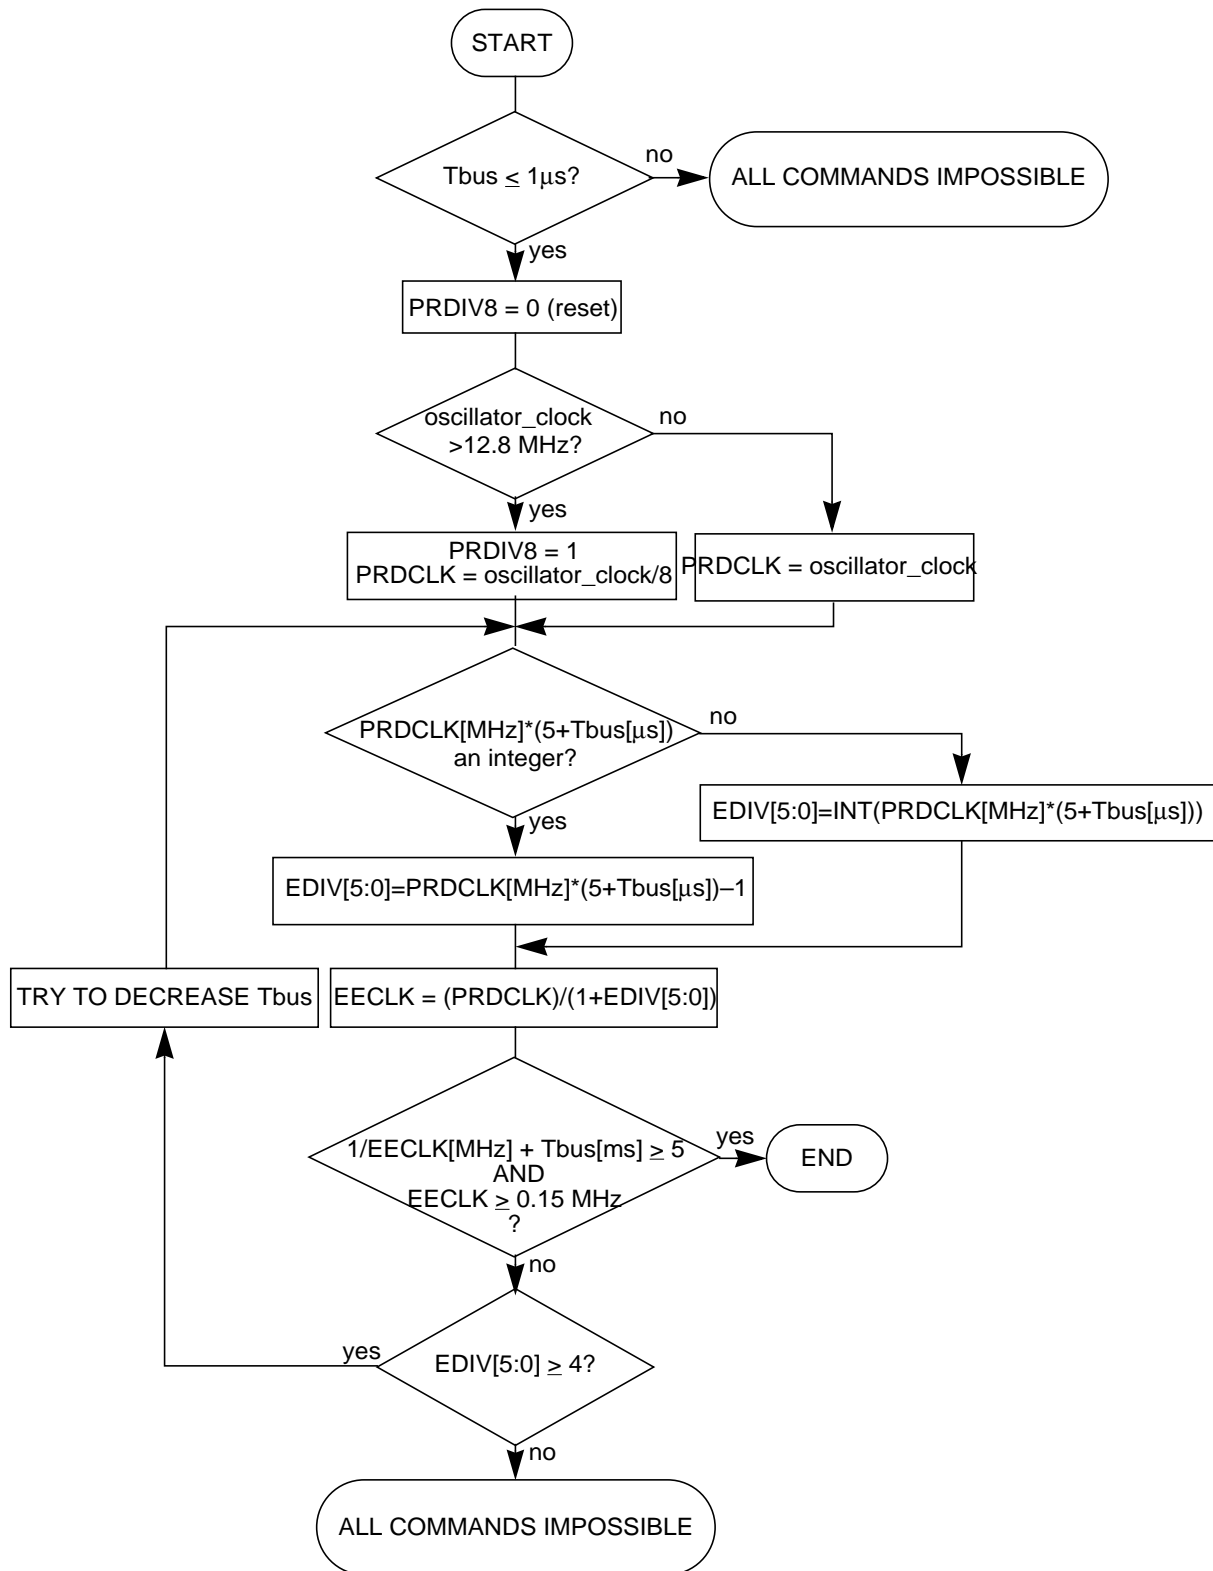 START
Tbus ≤ 1μs?
no
ALL COMMANDS IMPOSSIBLE
yes
PRDIV8 = 0 (reset)
oscillator_clock
>12.8 MHz?
no
yes
PRDIV8 = 1
PRDCLK = oscillator_clock/8
PRDCLK = oscillator_clock
PRDCLK[MHz]*(5+Tbus[μs])
an integer?
no
yes
EDIV[5:0]=INT(PRDCLK[MHz]*(5+Tbus[μs]))
EDIV[5:0]=PRDCLK[MHz]*(5+Tbus[μs])–1
TRY TO DECREASE Tbus
EECLK = (PRDCLK)/(1+EDIV[5:0])
1/EECLK[MHz] + Tbus[ms] ≥ 5
AND
EECLK ≥ 0.15 MHz
?
yes
END
no
EDIV[5:0] ≥ 4?
yes
no
ALL COMMANDS IMPOSSIBLE